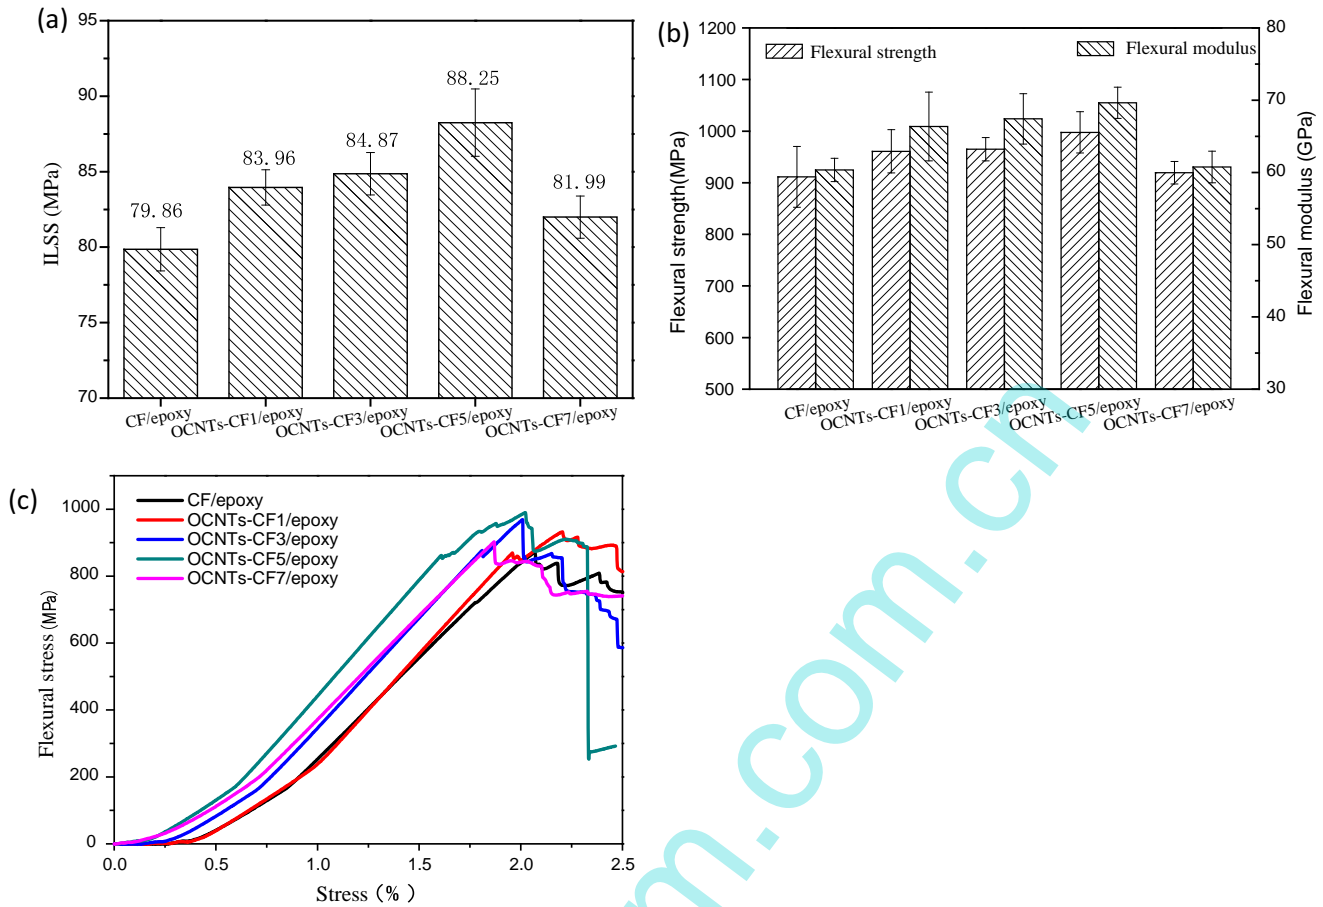 (a)
95
90
85
80
75
70
ILSS (MPa)
79.86
83.96
84.87
88.25
81.99
CF/epoxy
OCNTs-CF1/epoxy
OCNTs-CF3/epoxy
OCNTs-CF5/epoxy
OCNTs-CF7/epoxy
(b)
1200
1100
1000
900
800
900
600
500
Flexural strength(MPa)
Flexural strength
Flexural modulus
80
70
60
50
40
30
Flexural modulus (GPa)
CF/epoxy
OCNTs-CF1/epoxy
OCNTs-CF3/epoxy
OCNTs-CF5/epoxy
OCNTs-CF7/epoxy
(c)
1000
800
600
400
200
0
Flexural stress (MPa)
CF/epoxy
OCNTs-CF1/epoxy
OCNTs-CF3/epoxy
OCNTs-CF5/epoxy
OCNTs-CF7/epoxy
0.0
0.5
1.0
1.5
2.0
2.5
Stress (%)
m.com.cn